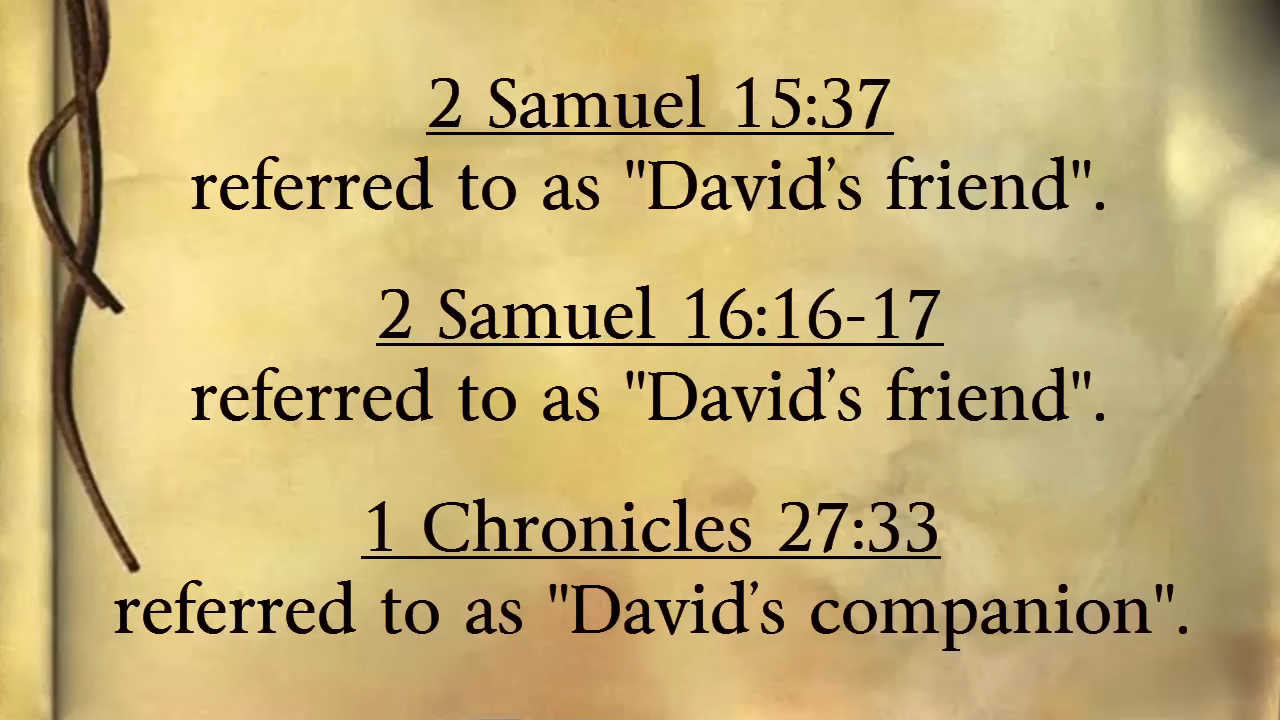 2 Samuel 15:37
referred to as "David's friend".
2 Samuel 16:16-17
referred to as "David's friend".
1 Chronicles 27:33
referred to as "David's companion".